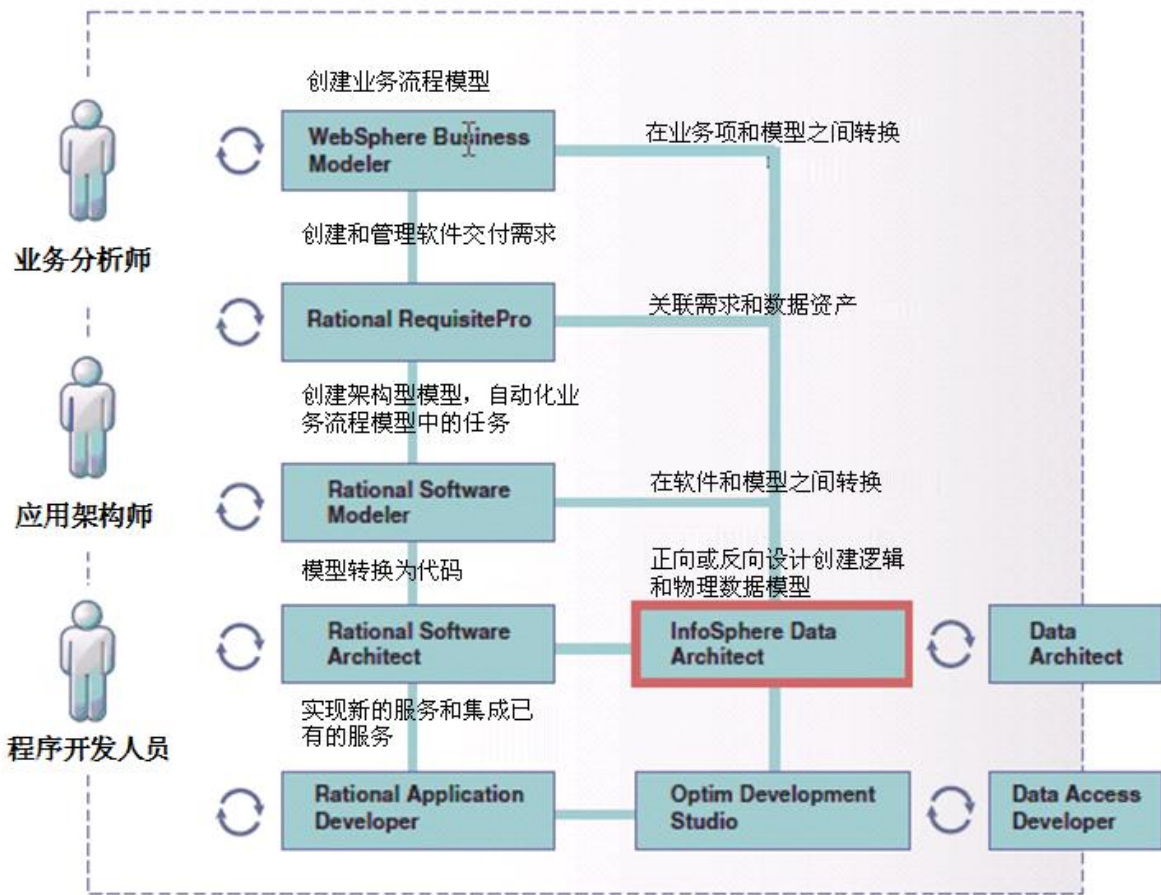 创建业务流程模型
WebSphere Business
Modeler
在业务项和模型之间转换
业务分析师
创建和管理软件交付需求
Rational RequisitePro
关联需求和数据资产
创建架构型模型，自动化业
务流程模型中的任务
应用架构师
Rational Software
Modeler
在软件和模型之间转换
模型转换为代码
正向或反向设计创建逻辑
和物理数据模型
Rational Software
Architect
InfoSphere Data
Architect
Data
Architect
程序开发人员
实现新的服务和集成已
有的服务
Rational Application
Developer
Optim Development
Studio
Data Access
Developer